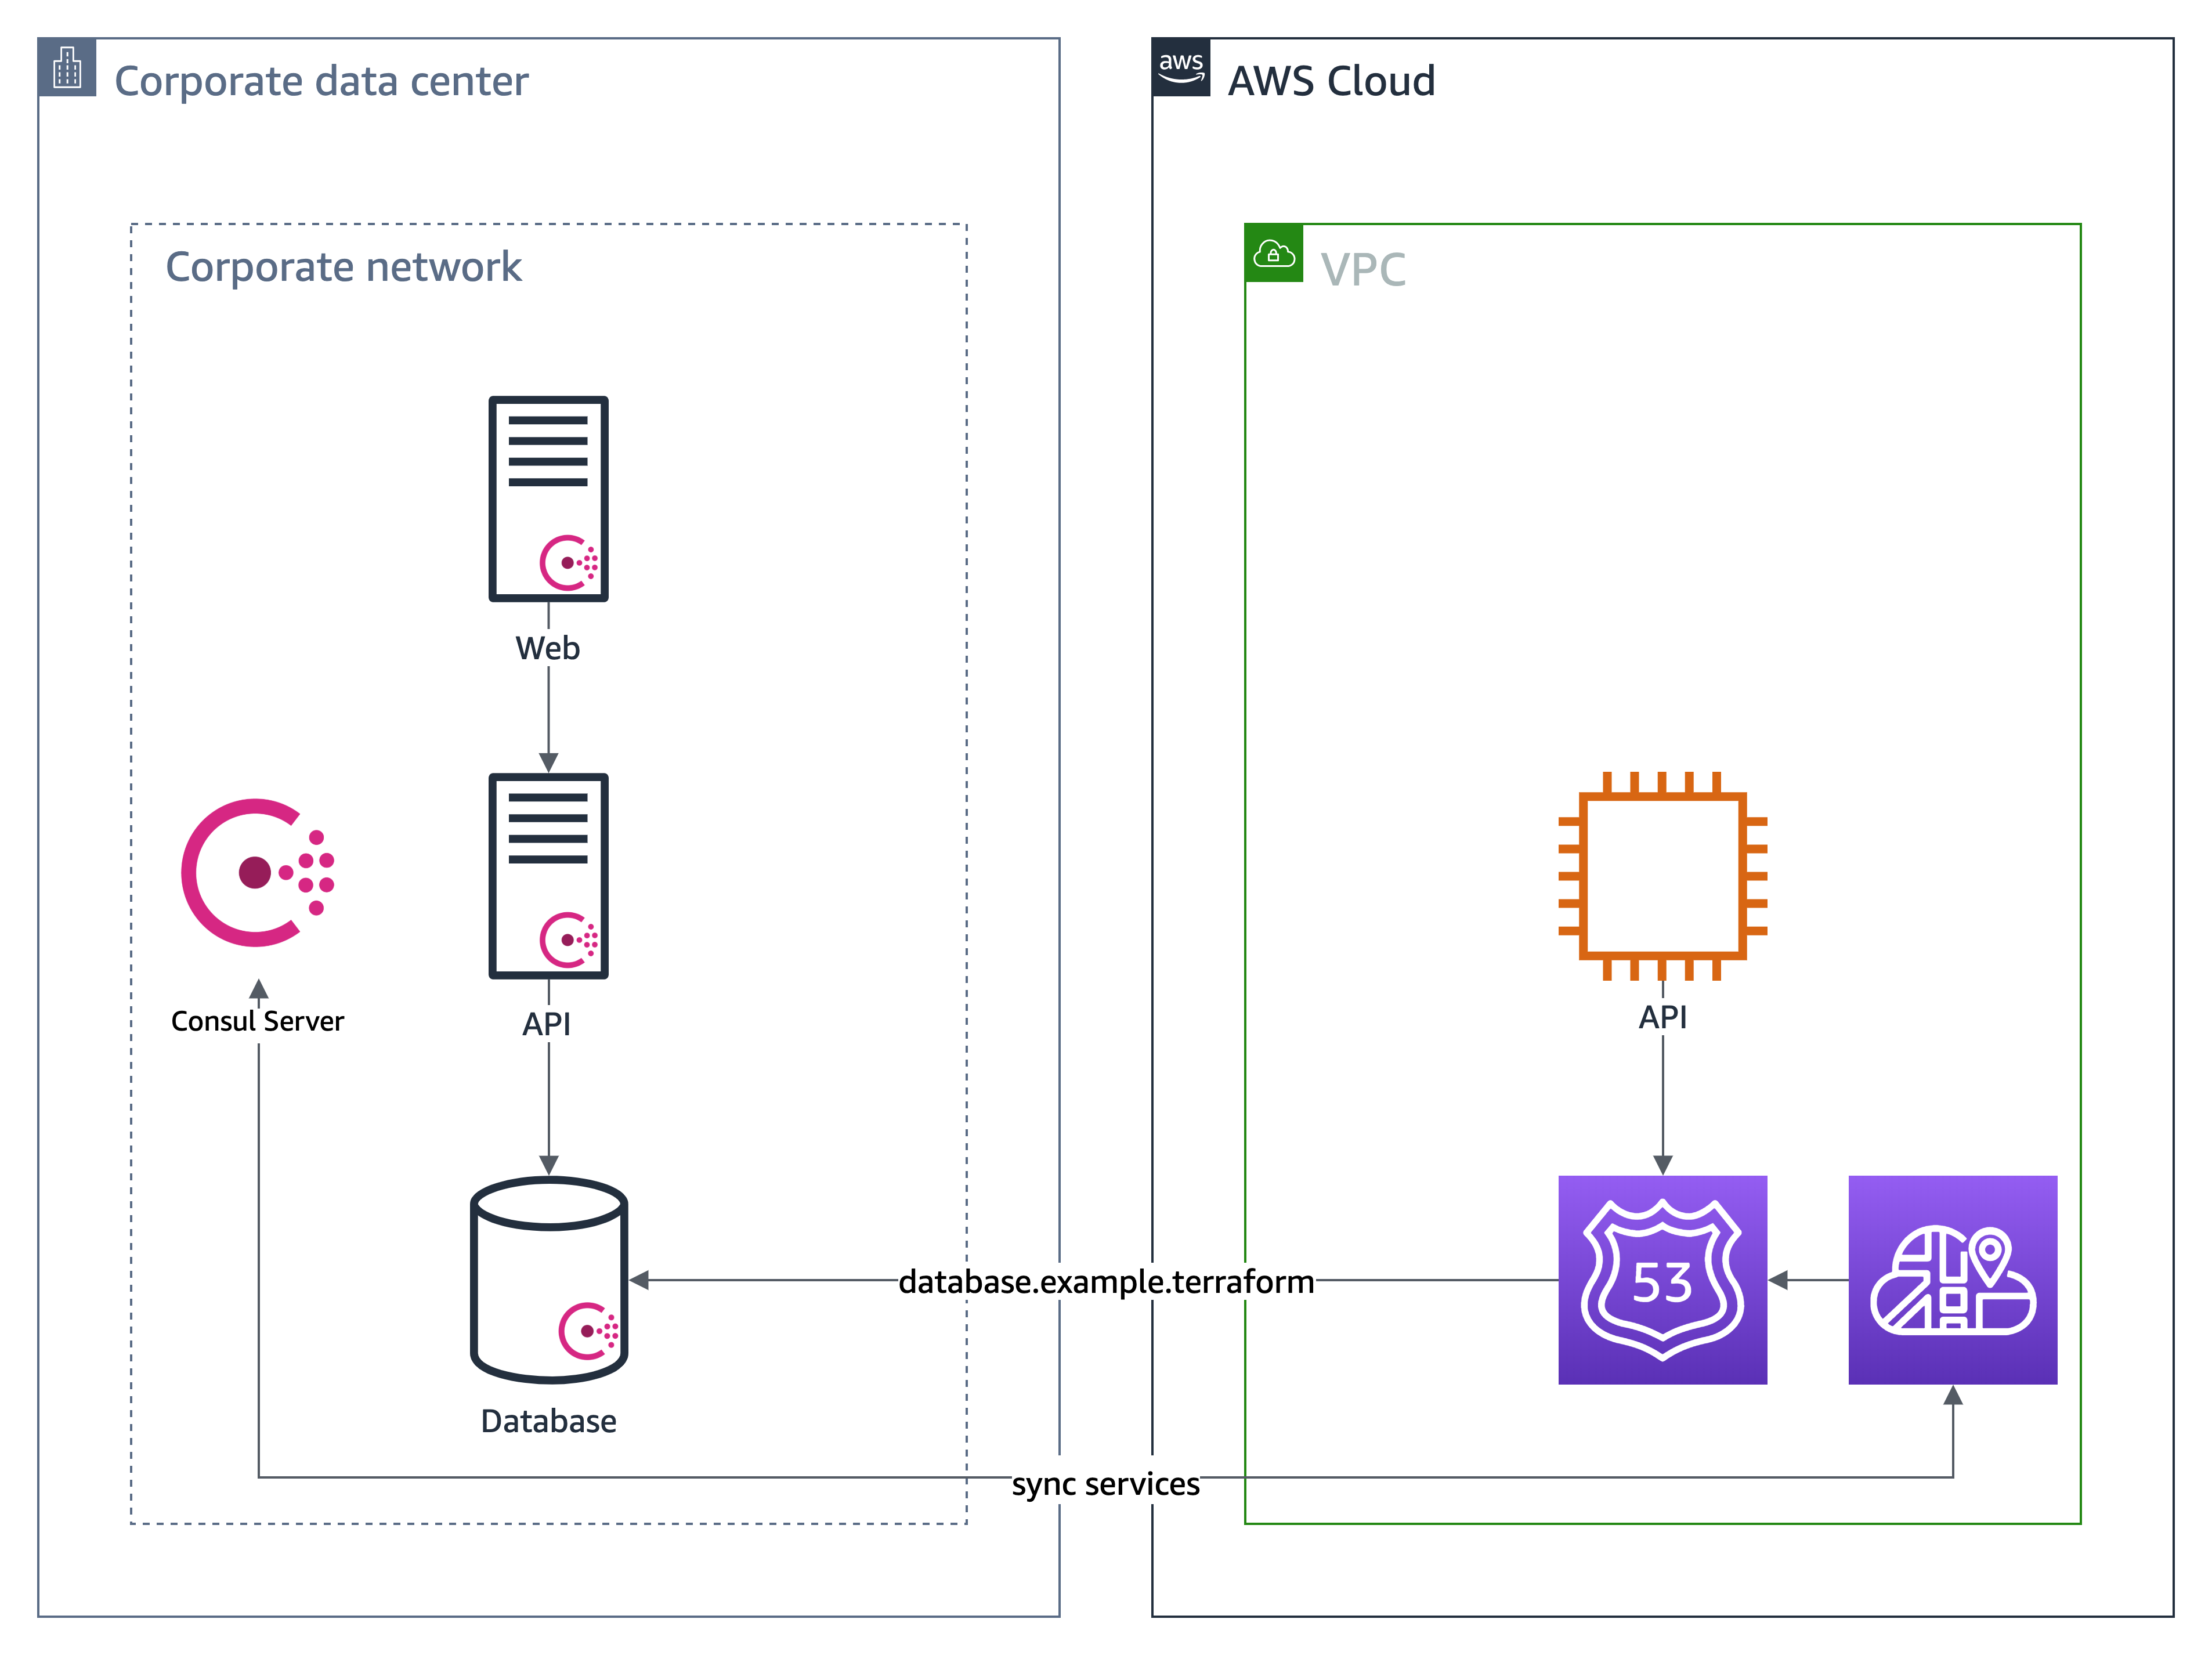 Corporate data center
aws
AWS Cloud
Corporate network
VPC
Web
Consul Server
API
API
database.example.terraform
53
Database
sync services